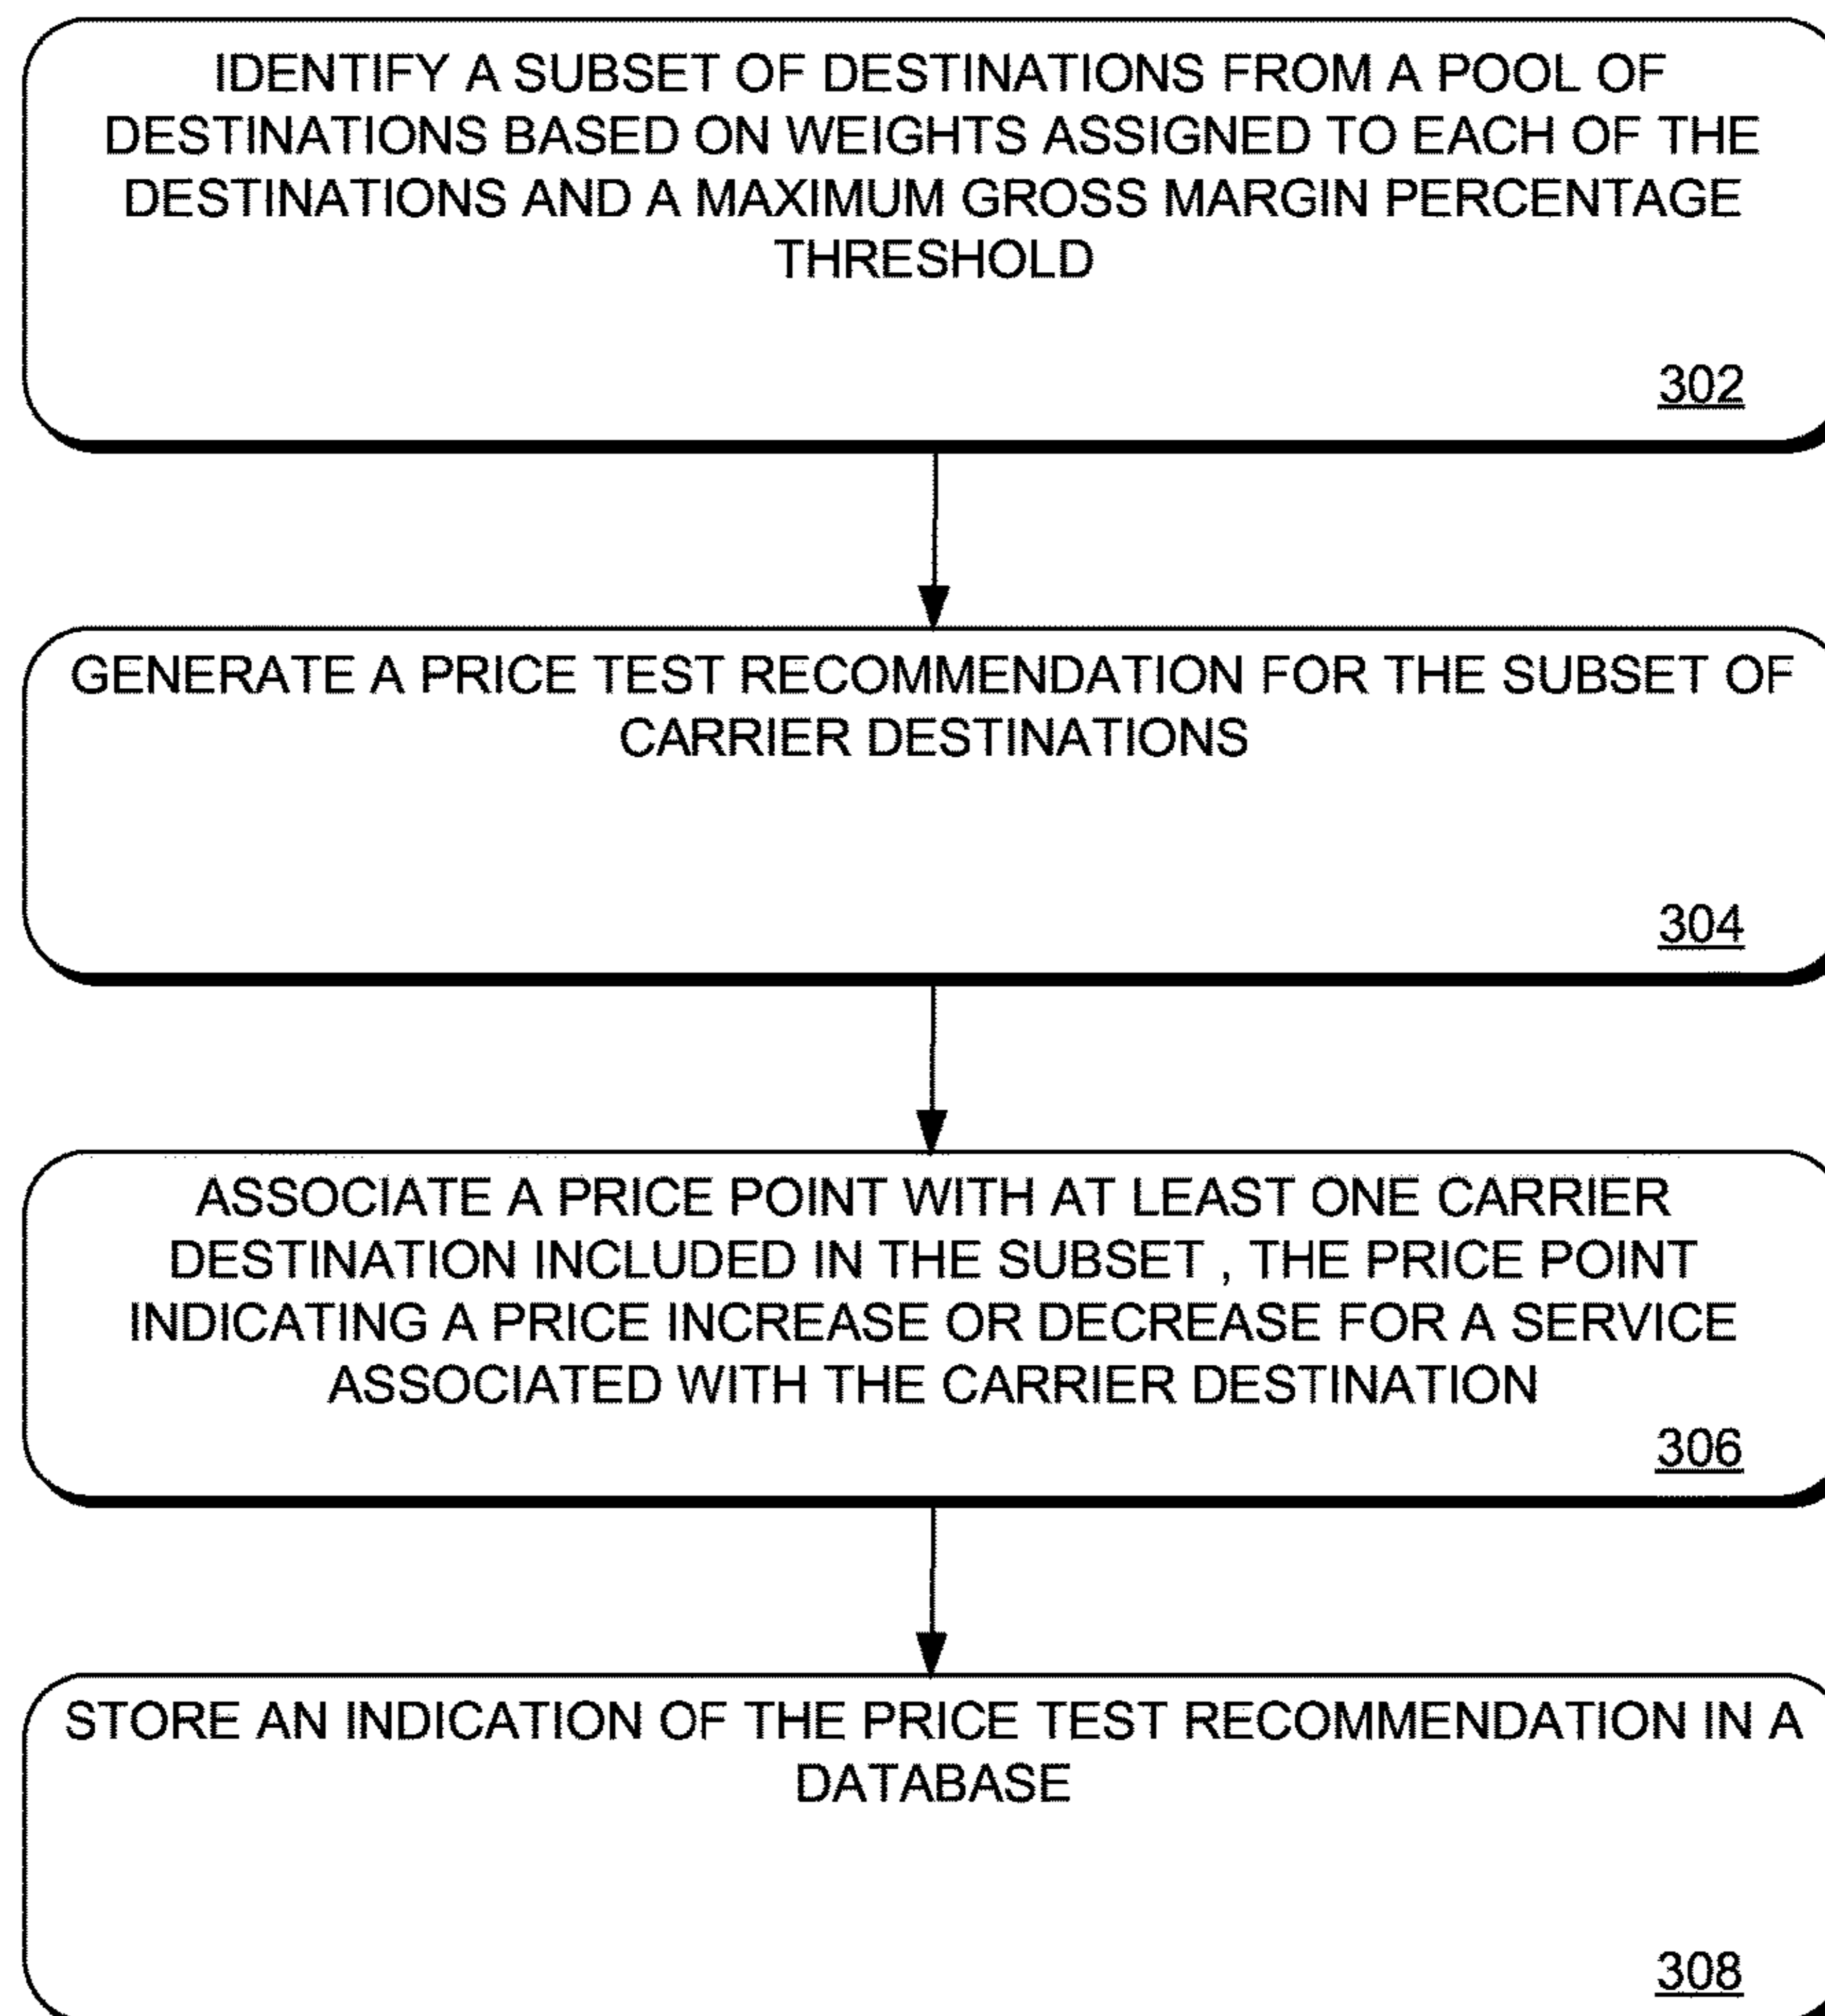 IDENTIFY A SUBSET OF DESTINATIONS FROM A POOL OF
DESTINATIONS BASED ON WEIGHTS ASSIGNED TO EACH OF THE
DESTINATIONS AND A MAXIMUM GROSS MARGIN PERCENTAGE
THRESHOLD
302
GENERATE A PRICE TEST RECOMMENDATION FOR THE SUBSET OF
CARRIER DESTINATIONS
304
ASSOCIATE A PRICE POINT WITH AT LEAST ONE CARRIER
DESTINATION INCLUDED IN THE SUBSET , THE PRICE POINT
INDICATING A PRICE INCREASE OR DECREASE FOR A SERVICE
ASSOCIATED WITH THE CARRIER DESTINATION
306
STORE AN INDICATION OF THE PRICE TEST RECOMMENDATION IN A
DATABASE
308